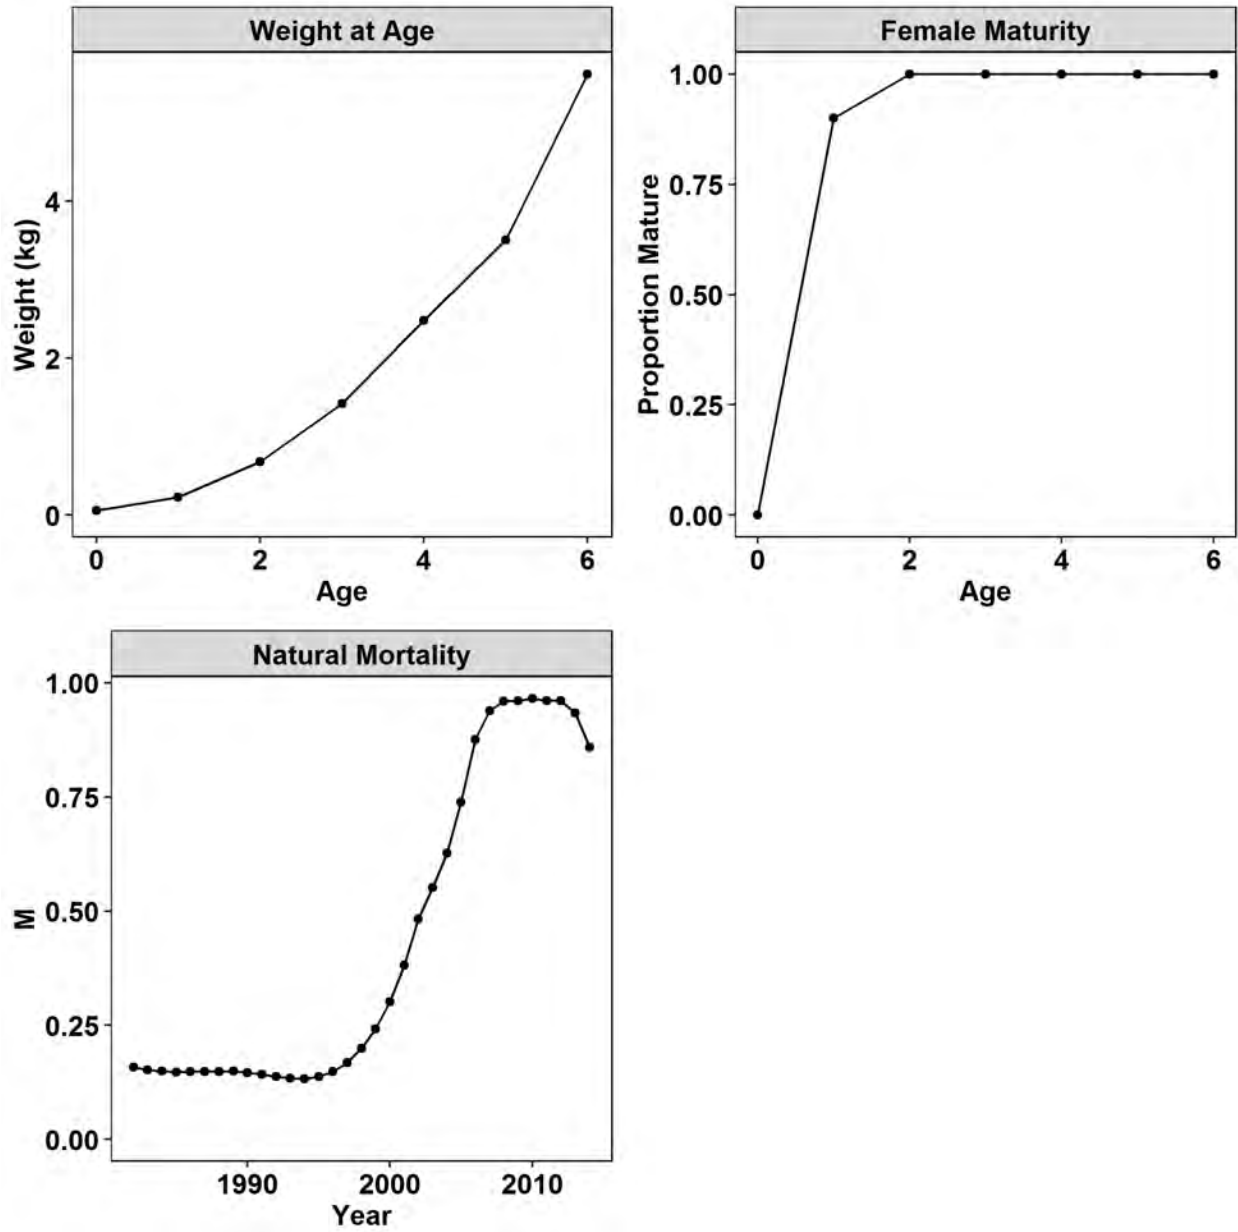 Weight at Age
Weight (kg)
4
2
0
0 2 4 6
Age
Female Maturity
Proportion Mature
1.00
0.75
0.50
0.25
0.00
0 2 4 6
Age
Natural Mortality
M
1.00
0.75
0.50
0.25
0.00
1990 2000 2010
Year